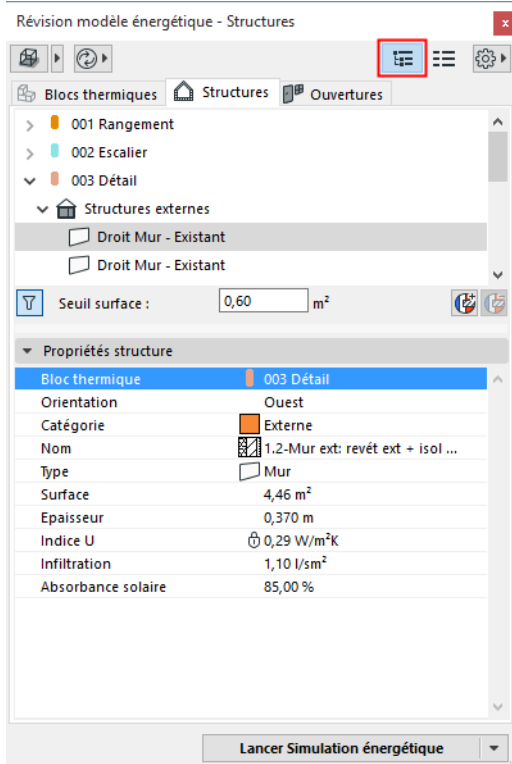 Révision modèle énergétique - Structures x
Blocs thermiques Structures Ouvertures
001 Rangement
002 Escalier
003 Détail
Structures externes
Droit Mur - Existant
Droit Mur - Existant
Seuil surface : 0,60 m²
Propriétés structure
Bloc thermique 003 Détail
Orientation Ouest
Catégorie Externe
Nom 1.2-Mur ext: revét ext + isol ...
Type Mur
Surface 4,46 m²
Epaisseur 0,370 m
Indice U 0,29 W/m²K
Infiltration 1,10 l/sm²
Absorbance solaire 85,00 %
Lancer Simulation énergétique